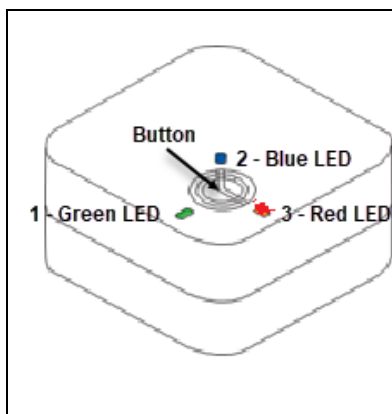 Button
2 - Blue LED
1 - Green LED
3 - Red LED